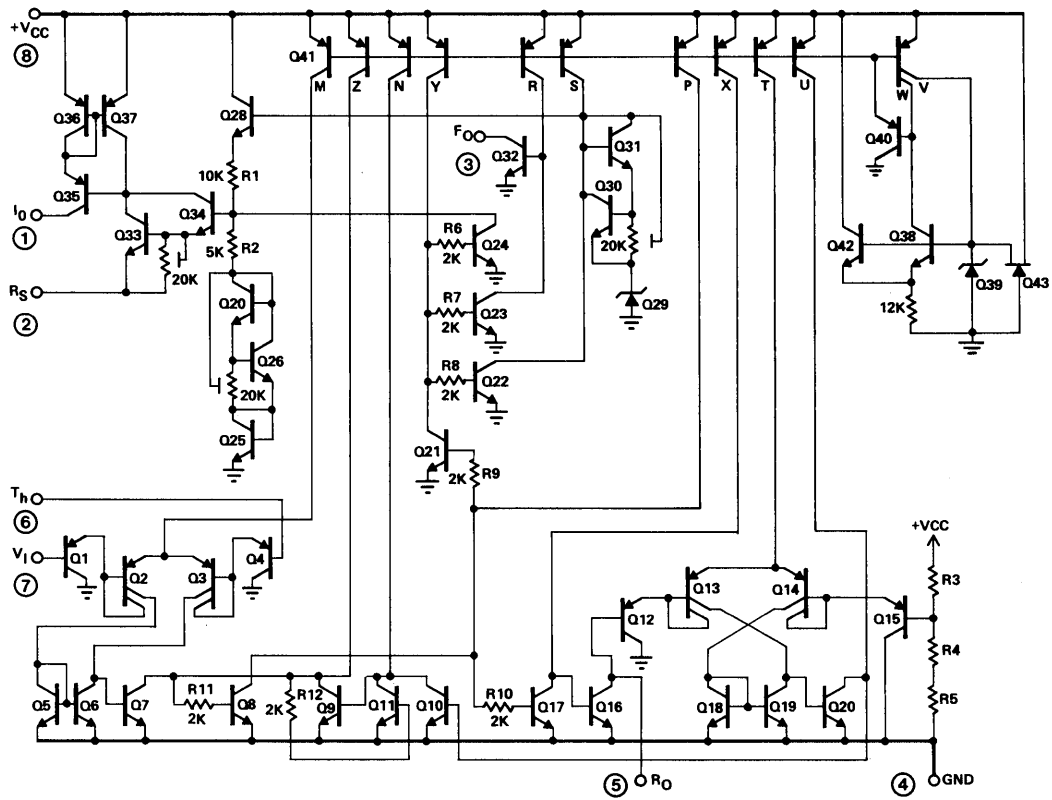 +VCC
8
Q41
M
Z
N
Y
R
S
P
X
T
U
W
V
Q36
Q37
Q28
FO
3
Q32
Q31
Q40
10K
R1
Q30
Q35
IO
1
Q34
Q33
5K
R2
20K
R6
2K
Q24
20K
Q42
Q38
Q39
Q43
RS
2
Q20
R7
2K
Q23
Q29
12K
Q26
20K
R8
2K
Q22
Q25
Q21
2K
R9
Th
6
+VCC
VI
7
Q1
Q2
Q3
Q4
Q13
Q14
R3
Q12
Q15
R4
R5
Q5
Q6
Q7
R11
2K
Q8
R12
2K
Q9
Q11
Q10
R10
2K
Q17
Q16
Q18
Q19
Q20
5
RO
4
GND